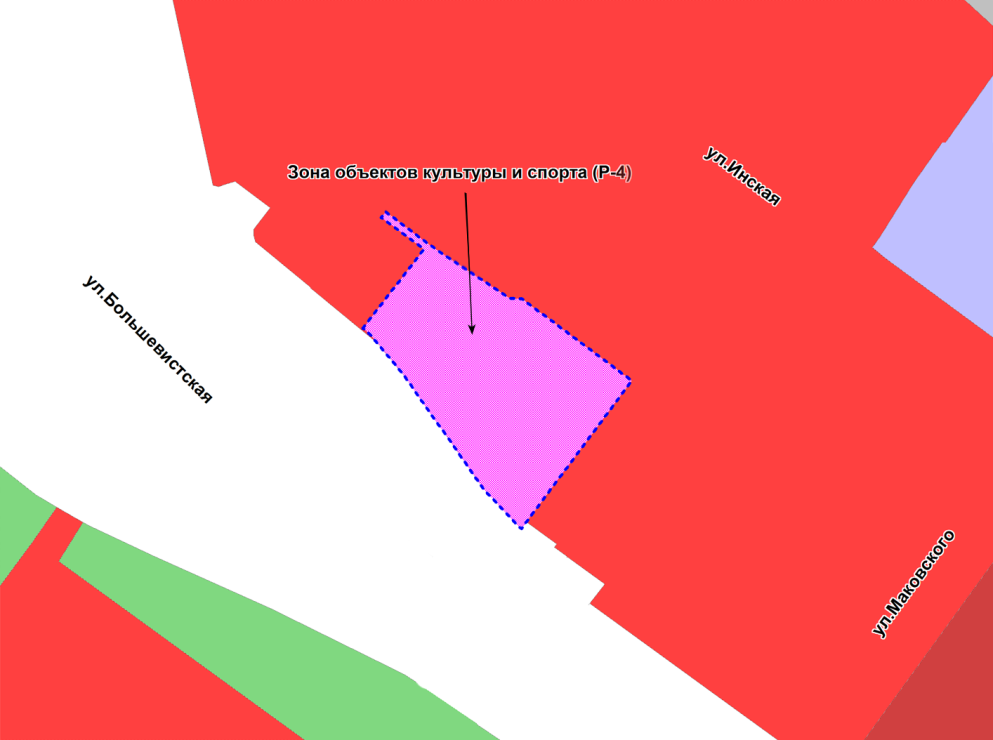 ул.Инская
Зона объектов культуры и спорта (Р-4)
ул.Большевистская
ул.Маковского